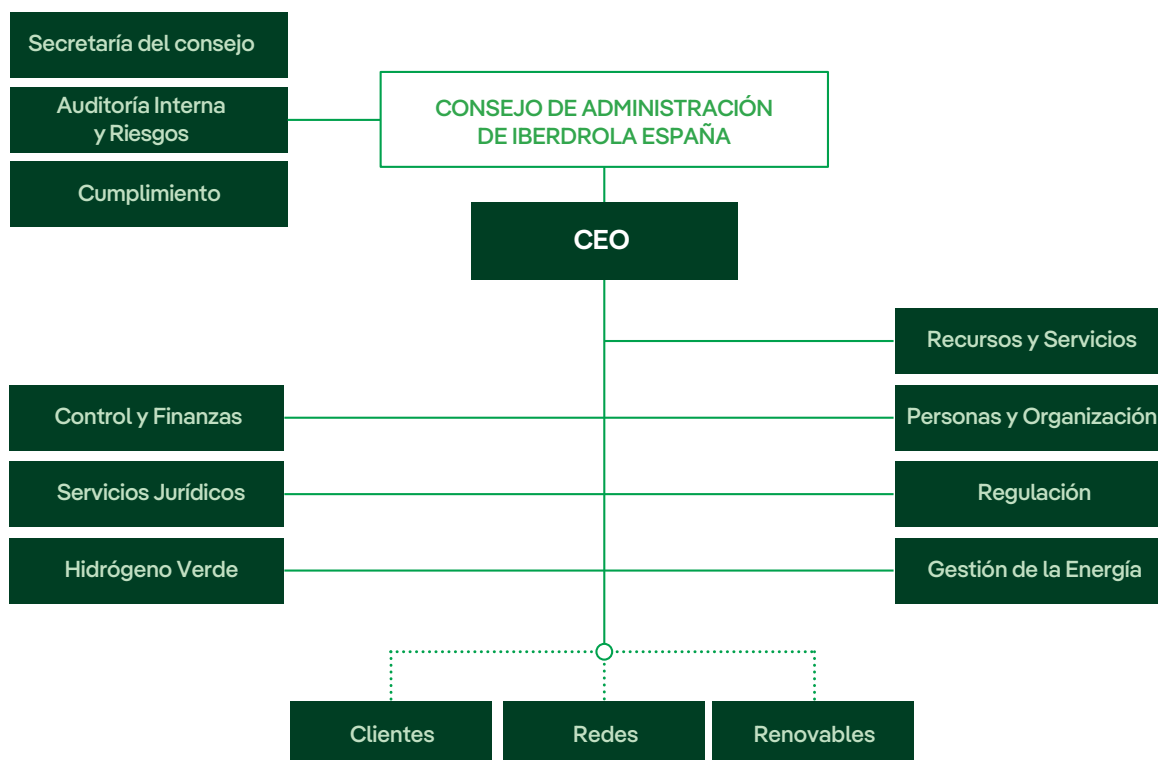 Secretaría del consejo
Auditoría Interna
y Riesgos
Cumplimiento
CONSEJO DE ADMINISTRACIÓN
DE IBERDROLA ESPAÑA
CEO
Recursos y Servicios
Control y Finanzas
Personas y Organización
Servicios Jurídicos
Regulación
Hidrógeno Verde
Gestión de la Energía
Clientes
Redes
Renovables